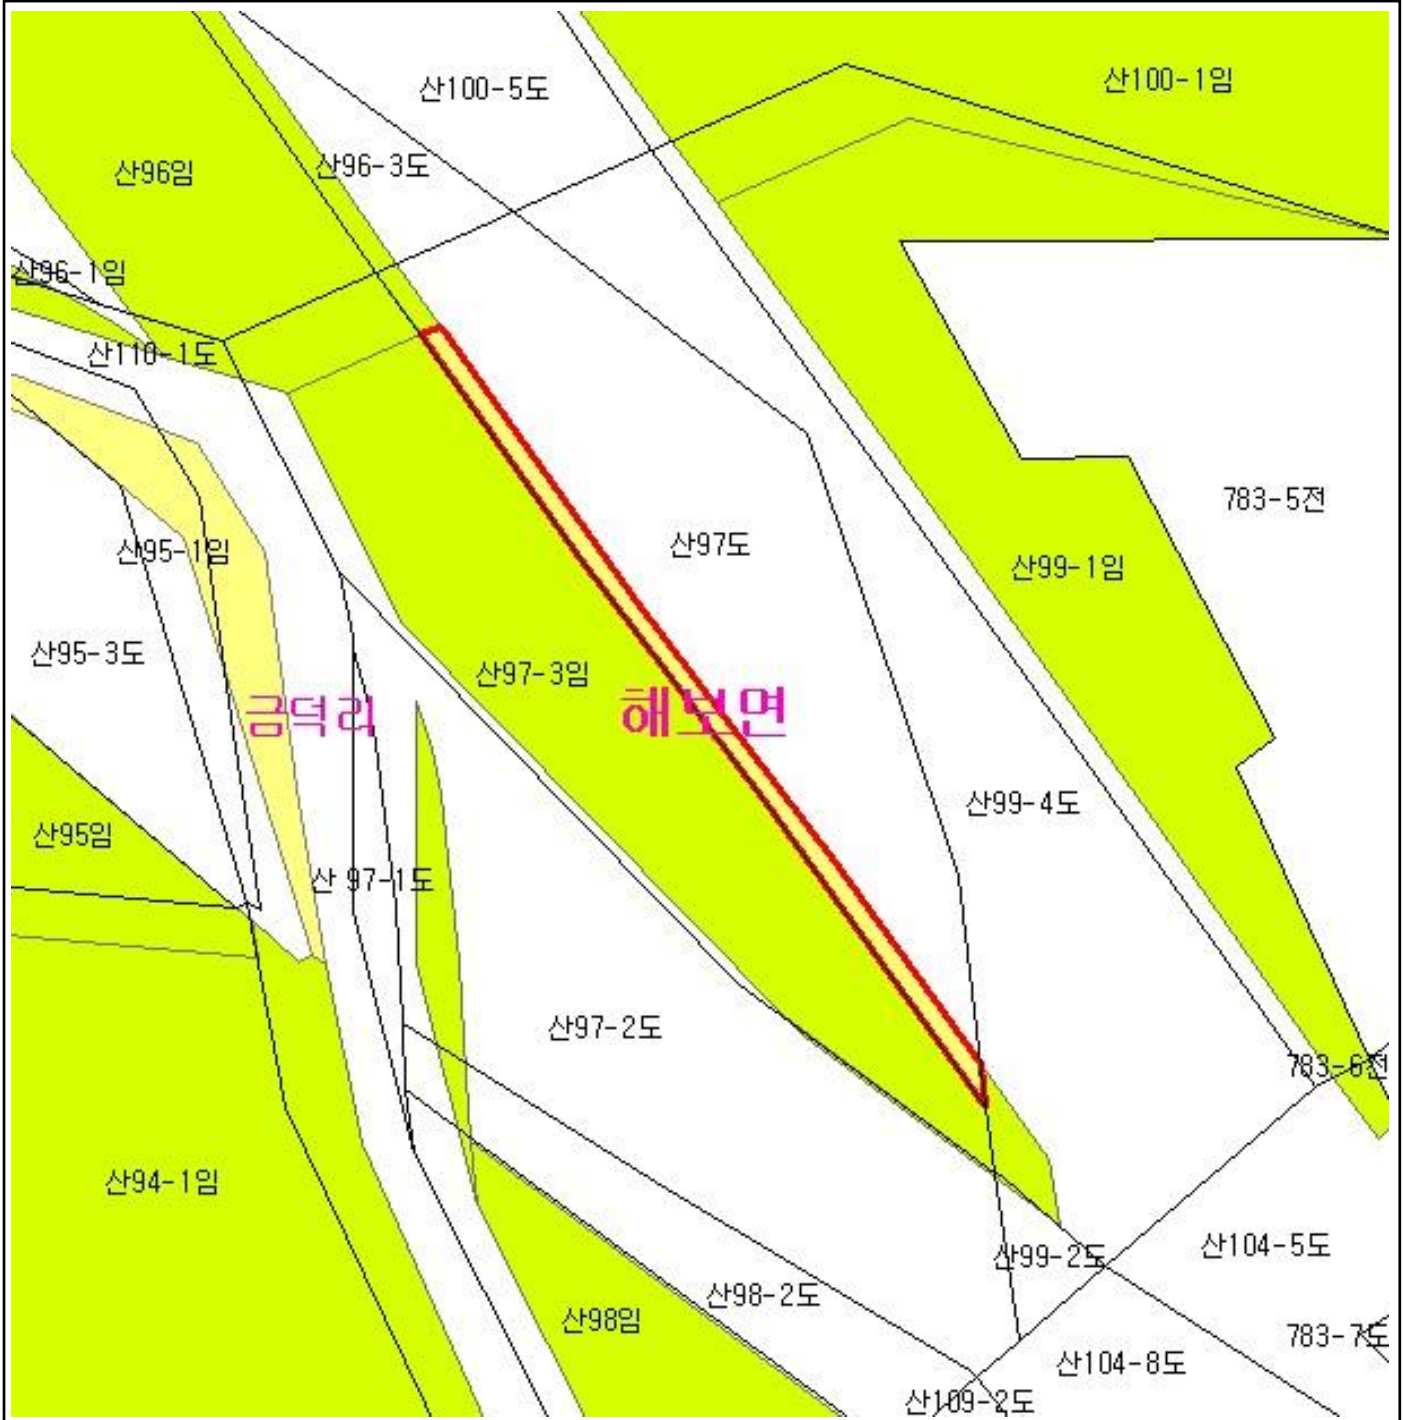 산100-5도
산100-1임
산96임
산96-3도
산96-1임
산110-1도
783-5전
산97도
산95-1임
산99-1임
산95-3도
산97-3임
금덕리
해보면
산99-4도
산95임
산 97-1도
산97-2도
783-6전
산94-1임
산104-5도
산99-2도
산98-2도
산98임
783-7도
산104-8도
산109-2도